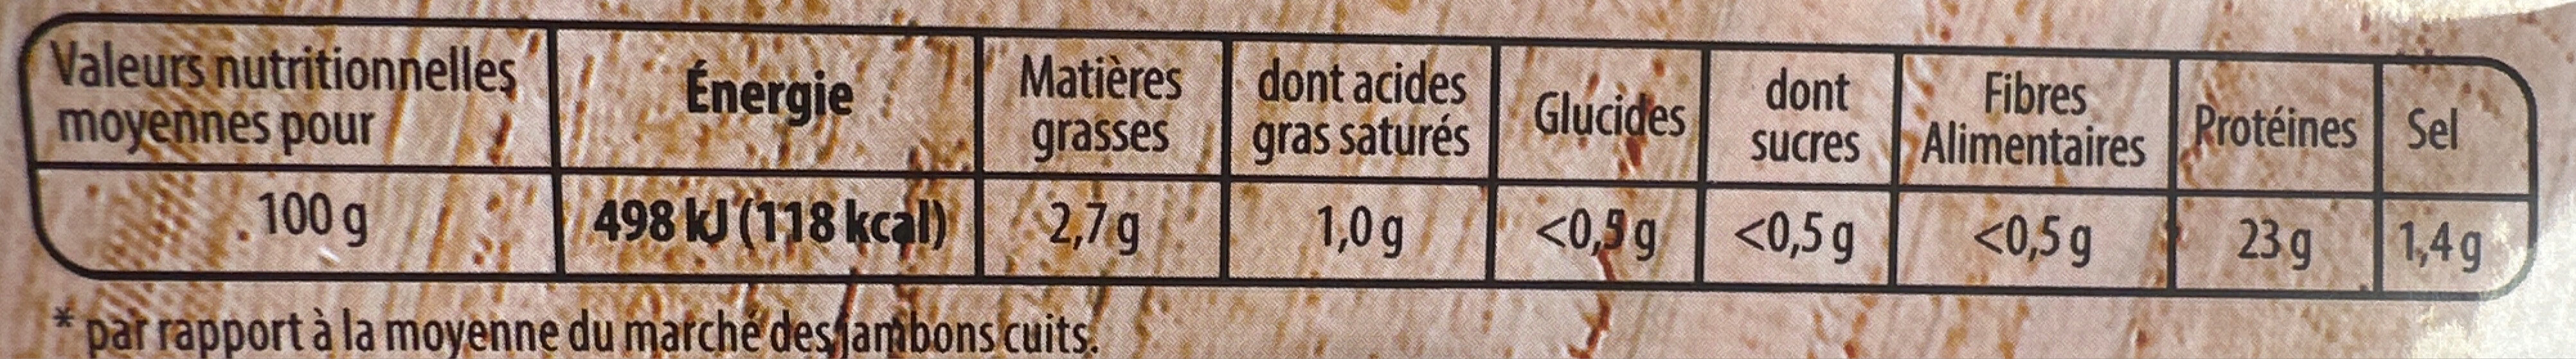 Valeurs nutritionnelles moyennes pour | Énergie | Matières grasses | dont acides gras saturés | Glucides | dont sucres | Fibres Alimentaires | Protéines | Sel
100 g | 498 kJ (118 kcal) | 2,7 g | 1,0 g | <0,5 g | <0,5 g | <0,5 g | 23 g | 1,4 g
* par rapport à la moyenne du marché des jambons cuits.